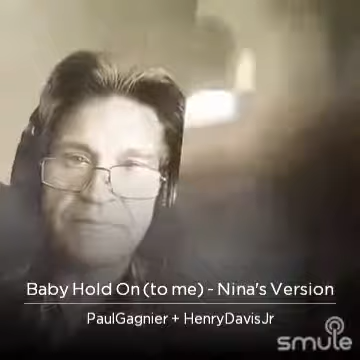 Baby Hold On (to me) - Nina's Version
PaulGagnier + HenryDavisJr
smule